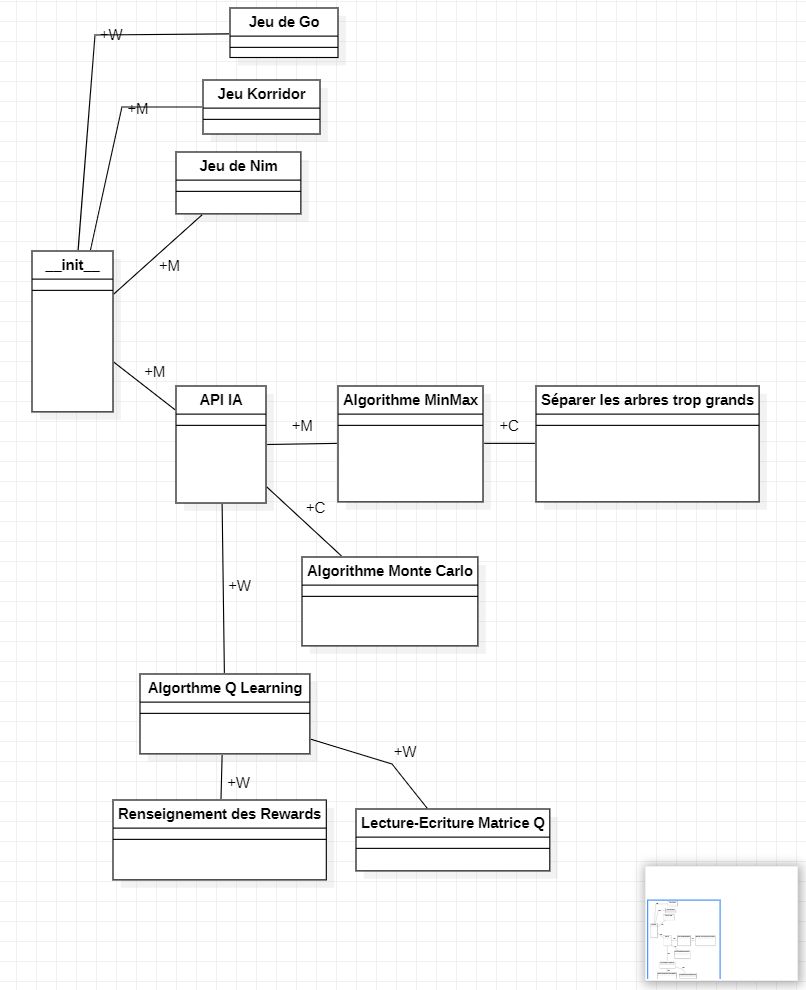 Jeu de Go
+W
Jeu Korridor
+M
Jeu de Nim
__init__
+M
+M
API IA
Algorithme MinMax
Séparer les arbres trop grands
+M
+C
+C
Algorithme Monte Carlo
+W
Algorthme Q Learning
+W
+W
Renseignement des Rewards
Lecture-Ecriture Matrice Q